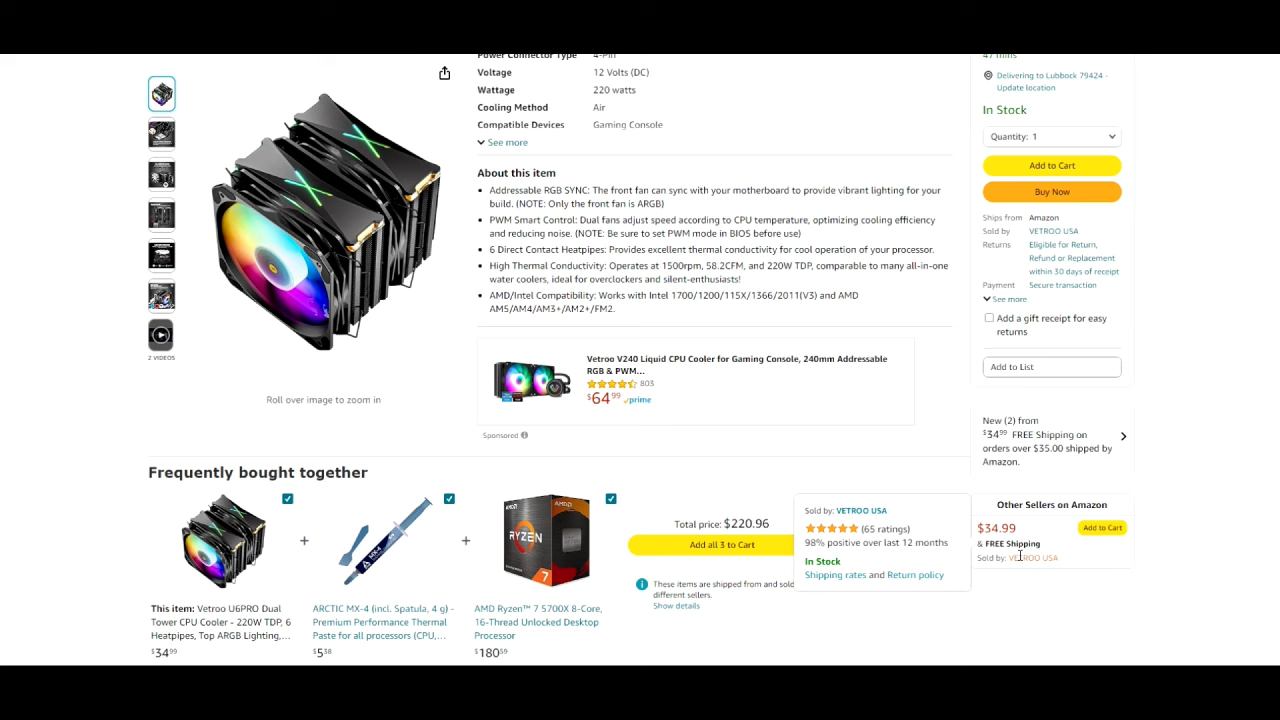 Power Connector Type 4-Pin
Voltage 12 Volts (DC)
Wattage 220 watts
Cooling Method Air
Compatible Devices Gaming Console
See more
About this item
Addressable RGB SYNC: The front fan can sync with your motherboard to provide vibrant lighting for your
build. (NOTE: Only the front fan is ARGB)
PWM Smart Control: Dual fans adjust speed according to CPU temperature, optimizing cooling efficiency
and reducing noise. (NOTE: Be sure to set PWM mode in BIOS before use)
6 Direct Contact Heatpipes: Provides excellent thermal conductivity for cool operation of your processor.
High Thermal Conductivity: Operates at 1500rpm, 58.2CFM, and 220W TDP, comparable to many all-in-one
water coolers, ideal for overclockers and silent-enthusiasts!
AMD/Intel Compatibility: Works with Intel 1700/1200/115X/1366/2011(V3) and AMD
AM5/AM4/AM3+/AM2+/FM2.
2 VIDEOS
Roll over image to zoom in
Vetroo V240 Liquid CPU Cooler for Gaming Console, 240mm Addressable
RGB & PWM...
803
$64.99 prime
Sponsored
47 mins
Delivering to Lubbock 79424 -
Update location
In Stock
Quantity: 1
Add to Cart
Buy Now
Ships from Amazon
Sold by VETROO USA
Returns Eligible for Return,
Refund or Replacement
within 30 days of receipt
Payment Secure transaction
See more
Add a gift receipt for easy
returns
Add to List
New (2) from
$34.99 FREE Shipping on
orders over $35.00 shipped by
Amazon.
Other Sellers on Amazon
$34.99 Add to Cart
& FREE Shipping
Sold by: VETROO USA
Frequently bought together
RYZEN
7
MX-4
This item: Vetroo U6PRO Dual
Tower CPU Cooler - 220W TDP, 6
Heatpipes, Top ARGB Lighting,...
$34.99
ARCTIC MX-4 (incl. Spatula, 4 g) -
Premium Performance Thermal
Paste for all processors (CPU,...
$5.38
AMD Ryzen™ 7 5700X 8-Core,
16-Thread Unlocked Desktop
Processor
$180.59
Total price: $220.96
Add all 3 to Cart
These items are shipped from and sold
different sellers.
Show details
Sold by: VETROO USA
(65 ratings)
98% positive over last 12 months
In Stock
Shipping rates and Return policy